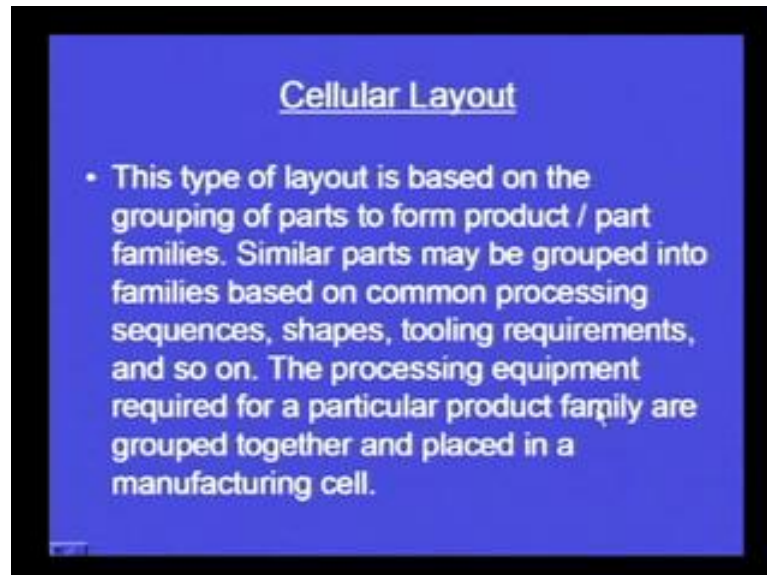 Cellular Layout
• This type of layout is based on the
grouping of parts to form product / part
families. Similar parts may be grouped into
families based on common processing
sequences, shapes, tooling requirements,
and so on. The processing equipment
required for a particular product family are
grouped together and placed in a
manufacturing cell.